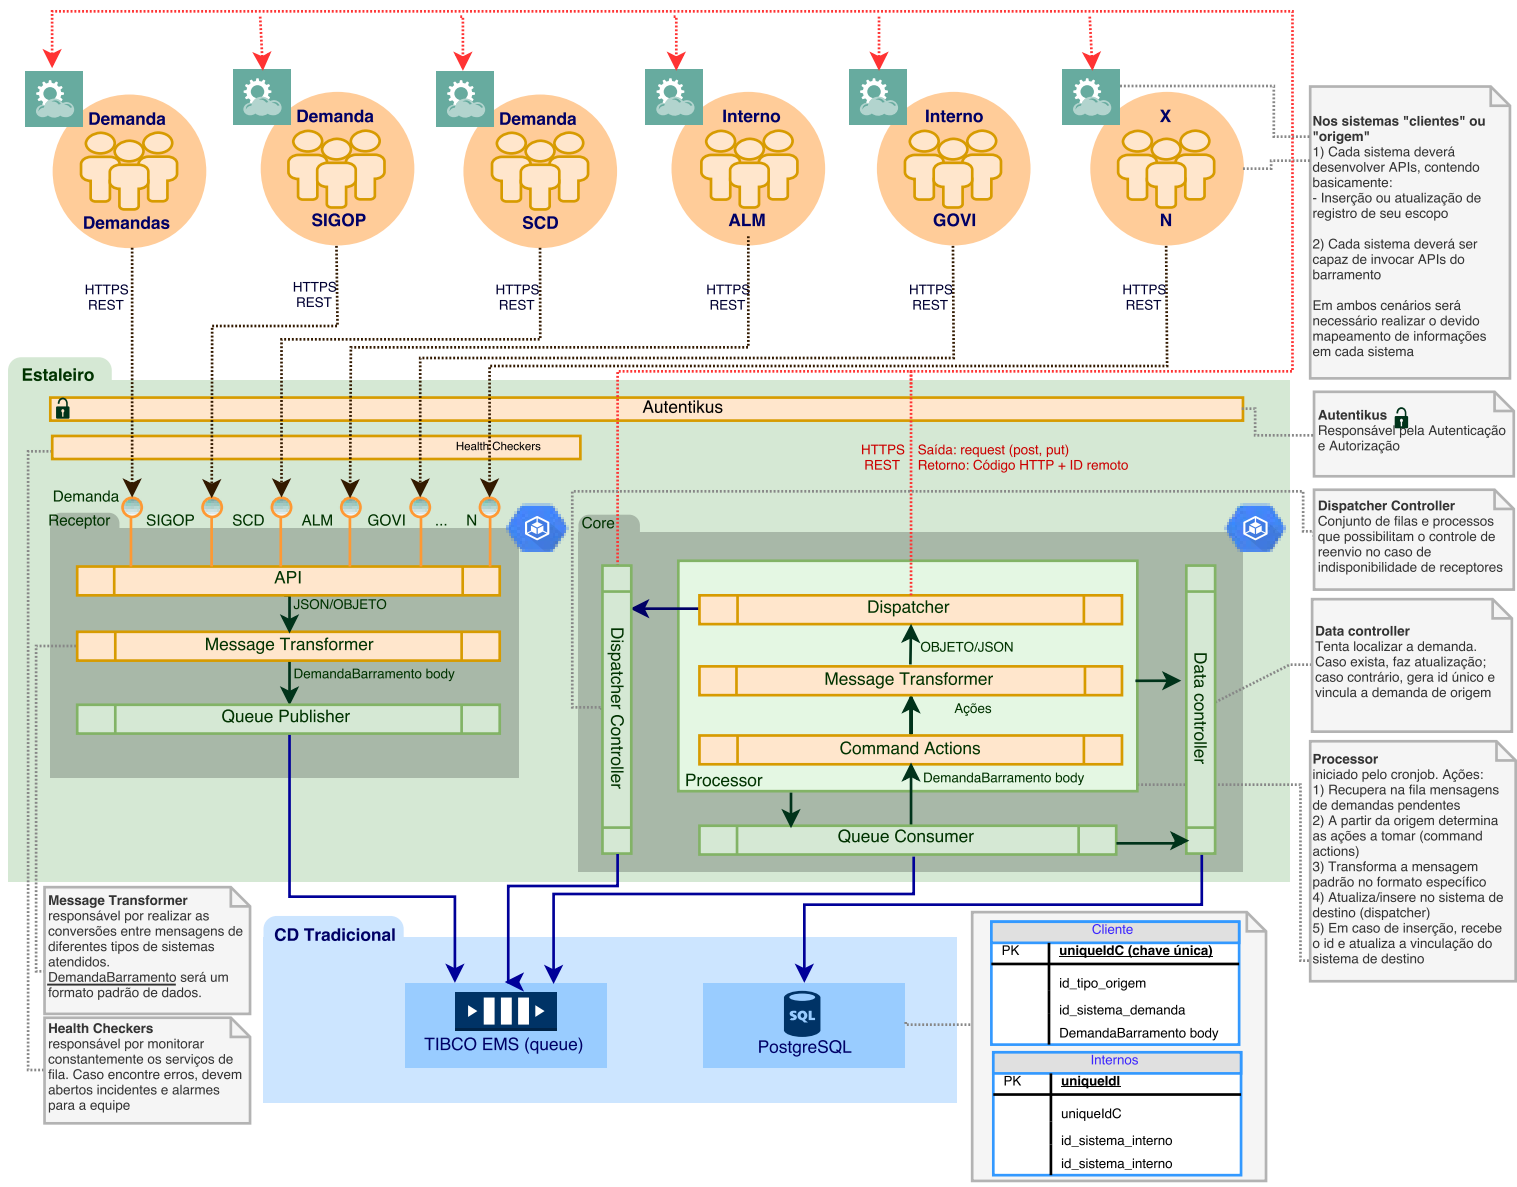 Demanda
Demandas
Demanda
SIGOP
Demanda
SCD
Interno
ALM
Interno
GOVI
X
N
HTTPS
REST
HTTPS
REST
HTTPS
REST
HTTPS
REST
HTTPS
REST
HTTPS
REST
Nos sistemas "clientes" ou
"origem"
1) Cada sistema deverá
desenvolver APIs, contendo
basicamente:
- Inserção ou atualização de
registro de seu escopo
2) Cada sistema deverá ser
capaz de invocar APIs do
barramento
Em ambos cenários será
necessário realizar o devido
mapeamento de informações
em cada sistema
Estaleiro
Autentikus
Health Checkers
HTTPS
REST
Saída: request (post, put)
Retorno: Código HTTP + ID remoto
Autentikus
Responsável pela Autenticação
e Autorização
Demanda
Receptor
SIGOP
SCD
ALM
GOVI
...
N
API
JSON/OBJETO
Message Transformer
DemandaBarramento body
Queue Publisher
Core
Dispatcher Controller
Dispatcher
OBJETO/JSON
Message Transformer
Ações
Command Actions
DemandaBarramento body
Processor
Queue Consumer
Data controller
Dispatcher Controller
Conjunto de filas e processos
que possibilitam o controle de
reenvio no caso de
indisponibilidade de receptores
Data controller
Tenta localizar a demanda.
Caso exista, faz atualização;
caso contrário, gera id único e
vincula a demanda de origem
Processor
iniciado pelo cronjob. Ações:
1) Recupera na fila mensagens
de demandas pendentes
2) A partir da origem determina
as ações a tomar (command
actions)
3) Transforma a mensagem
padrão no formato específico
4) Atualiza/insere no sistema de
destino (dispatcher)
5) Em caso de inserção, recebe
o id e atualiza a vinculação do
sistema de destino
Message Transformer
responsável por realizar as
conversões entre mensagens de
diferentes tipos de sistemas
atendidos.
DemandaBarramento será um
formato padrão de dados.
Health Checkers
responsável por monitorar
constantemente os serviços de
fila. Caso encontre erros, devem
abertos incidentes e alarmes
para a equipe
CD Tradicional
TIBCO EMS (queue)
SQL
PostgreSQL
Cliente
PK uniqueIdC (chave única)
id_tipo_origem
id_sistema_demanda
DemandaBarramento body
Internos
PK uniqueIdI
uniqueIdC
id_sistema_interno
id_sistema_interno